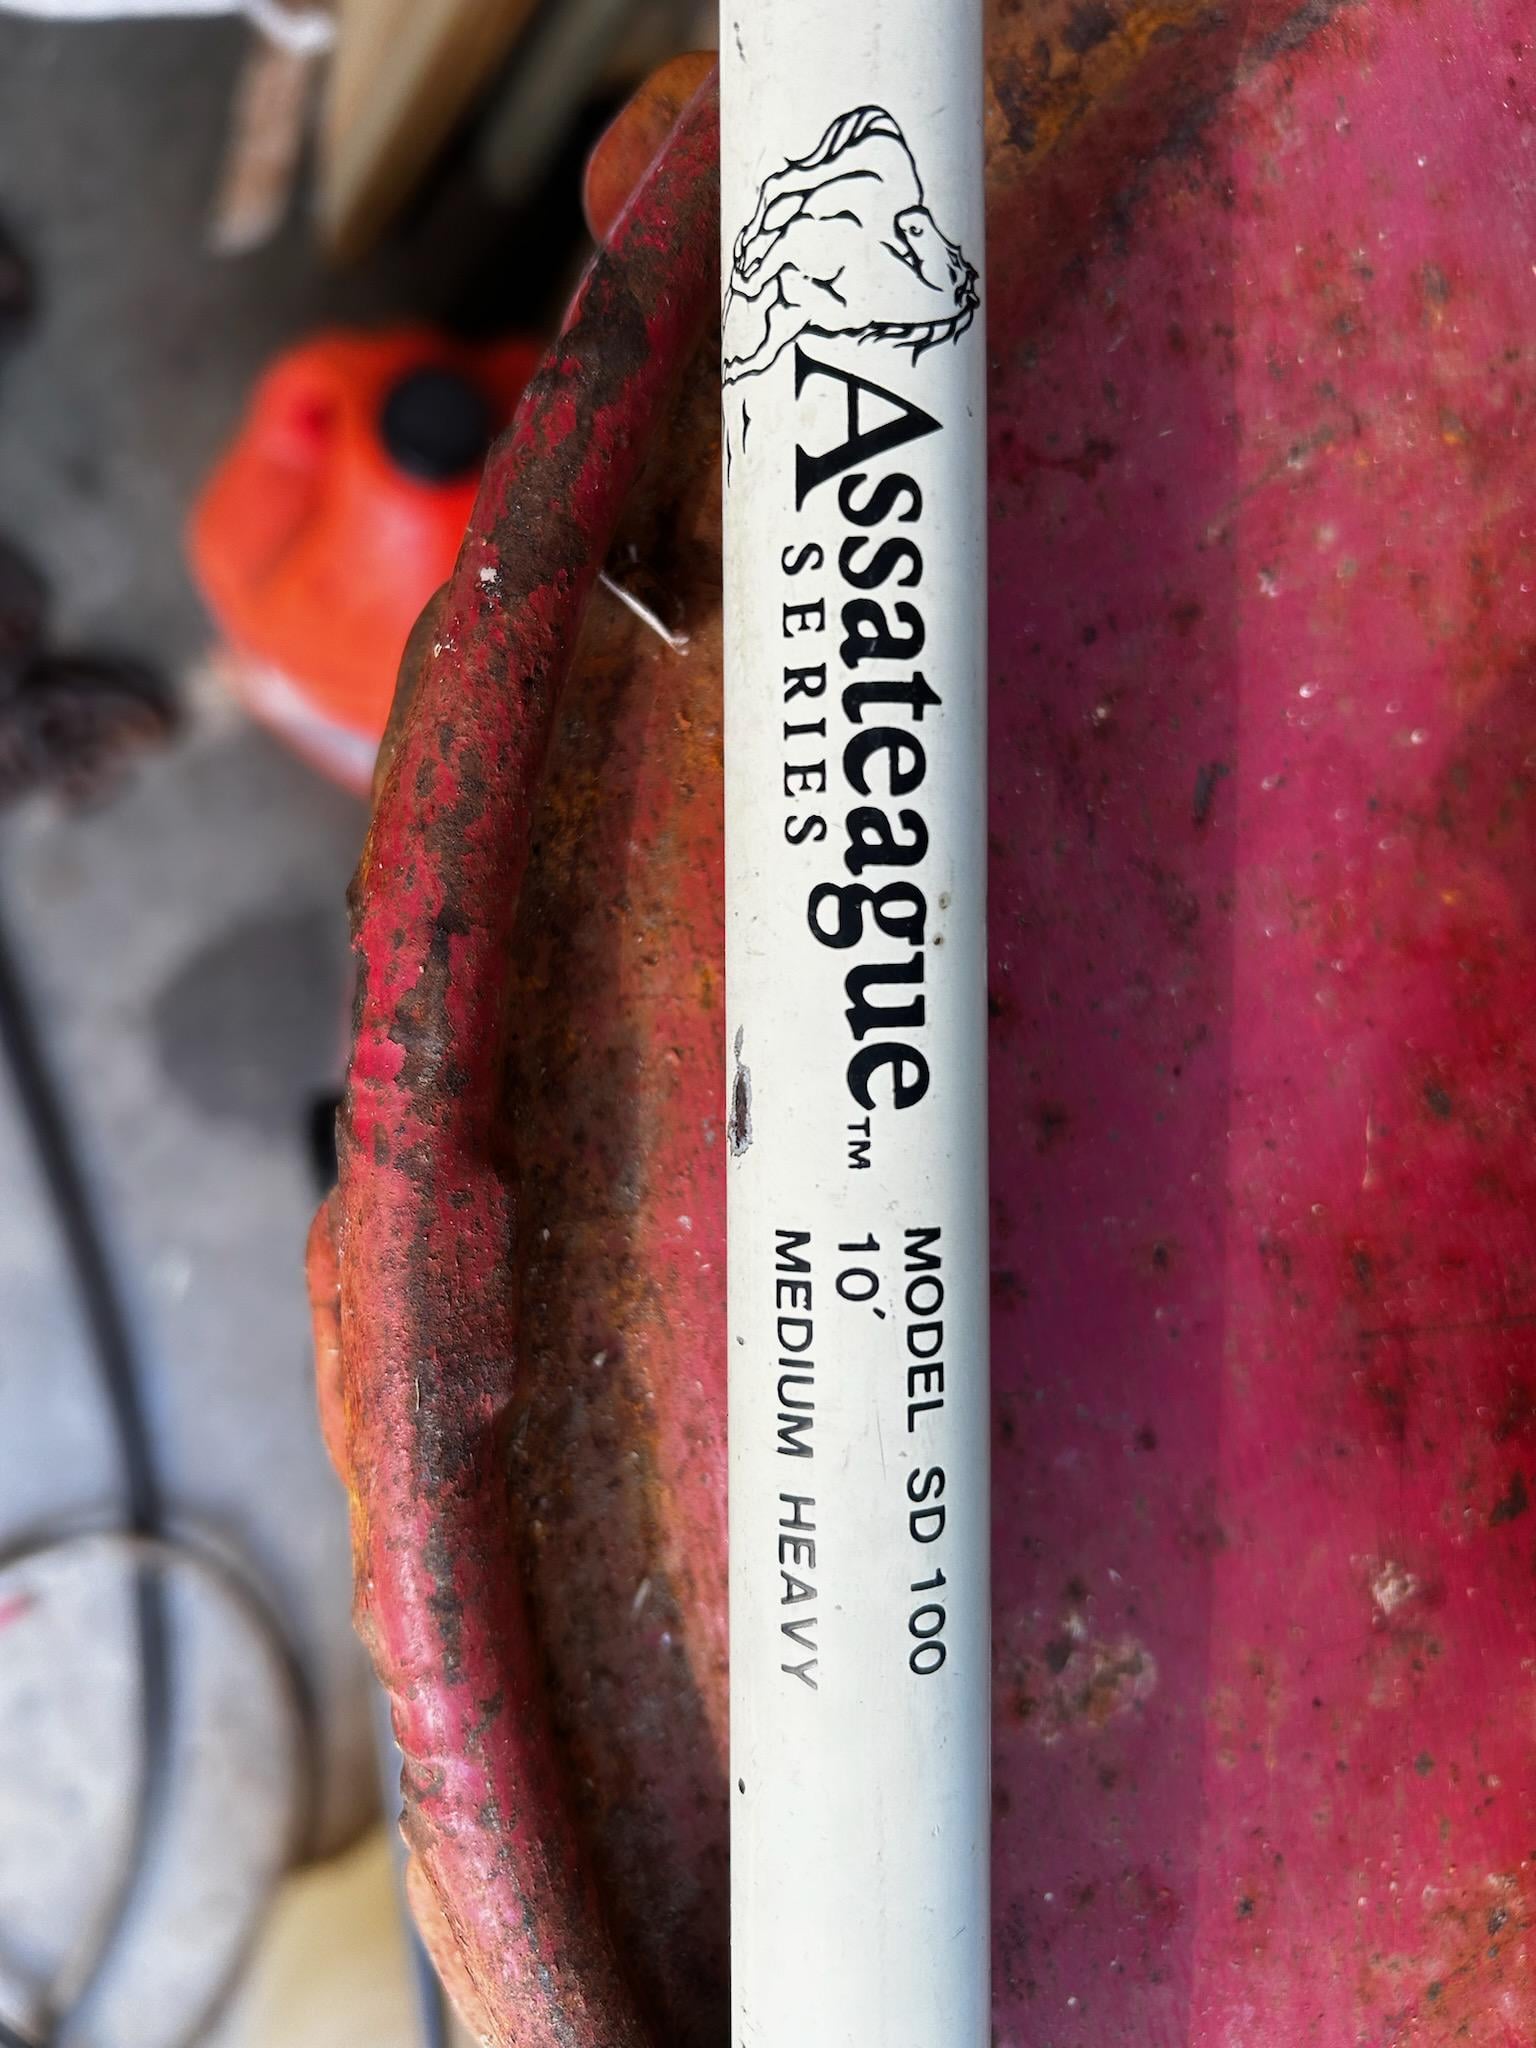 Assateague™
SERIES
MODEL SD 100
10'
MEDIUM HEAVY